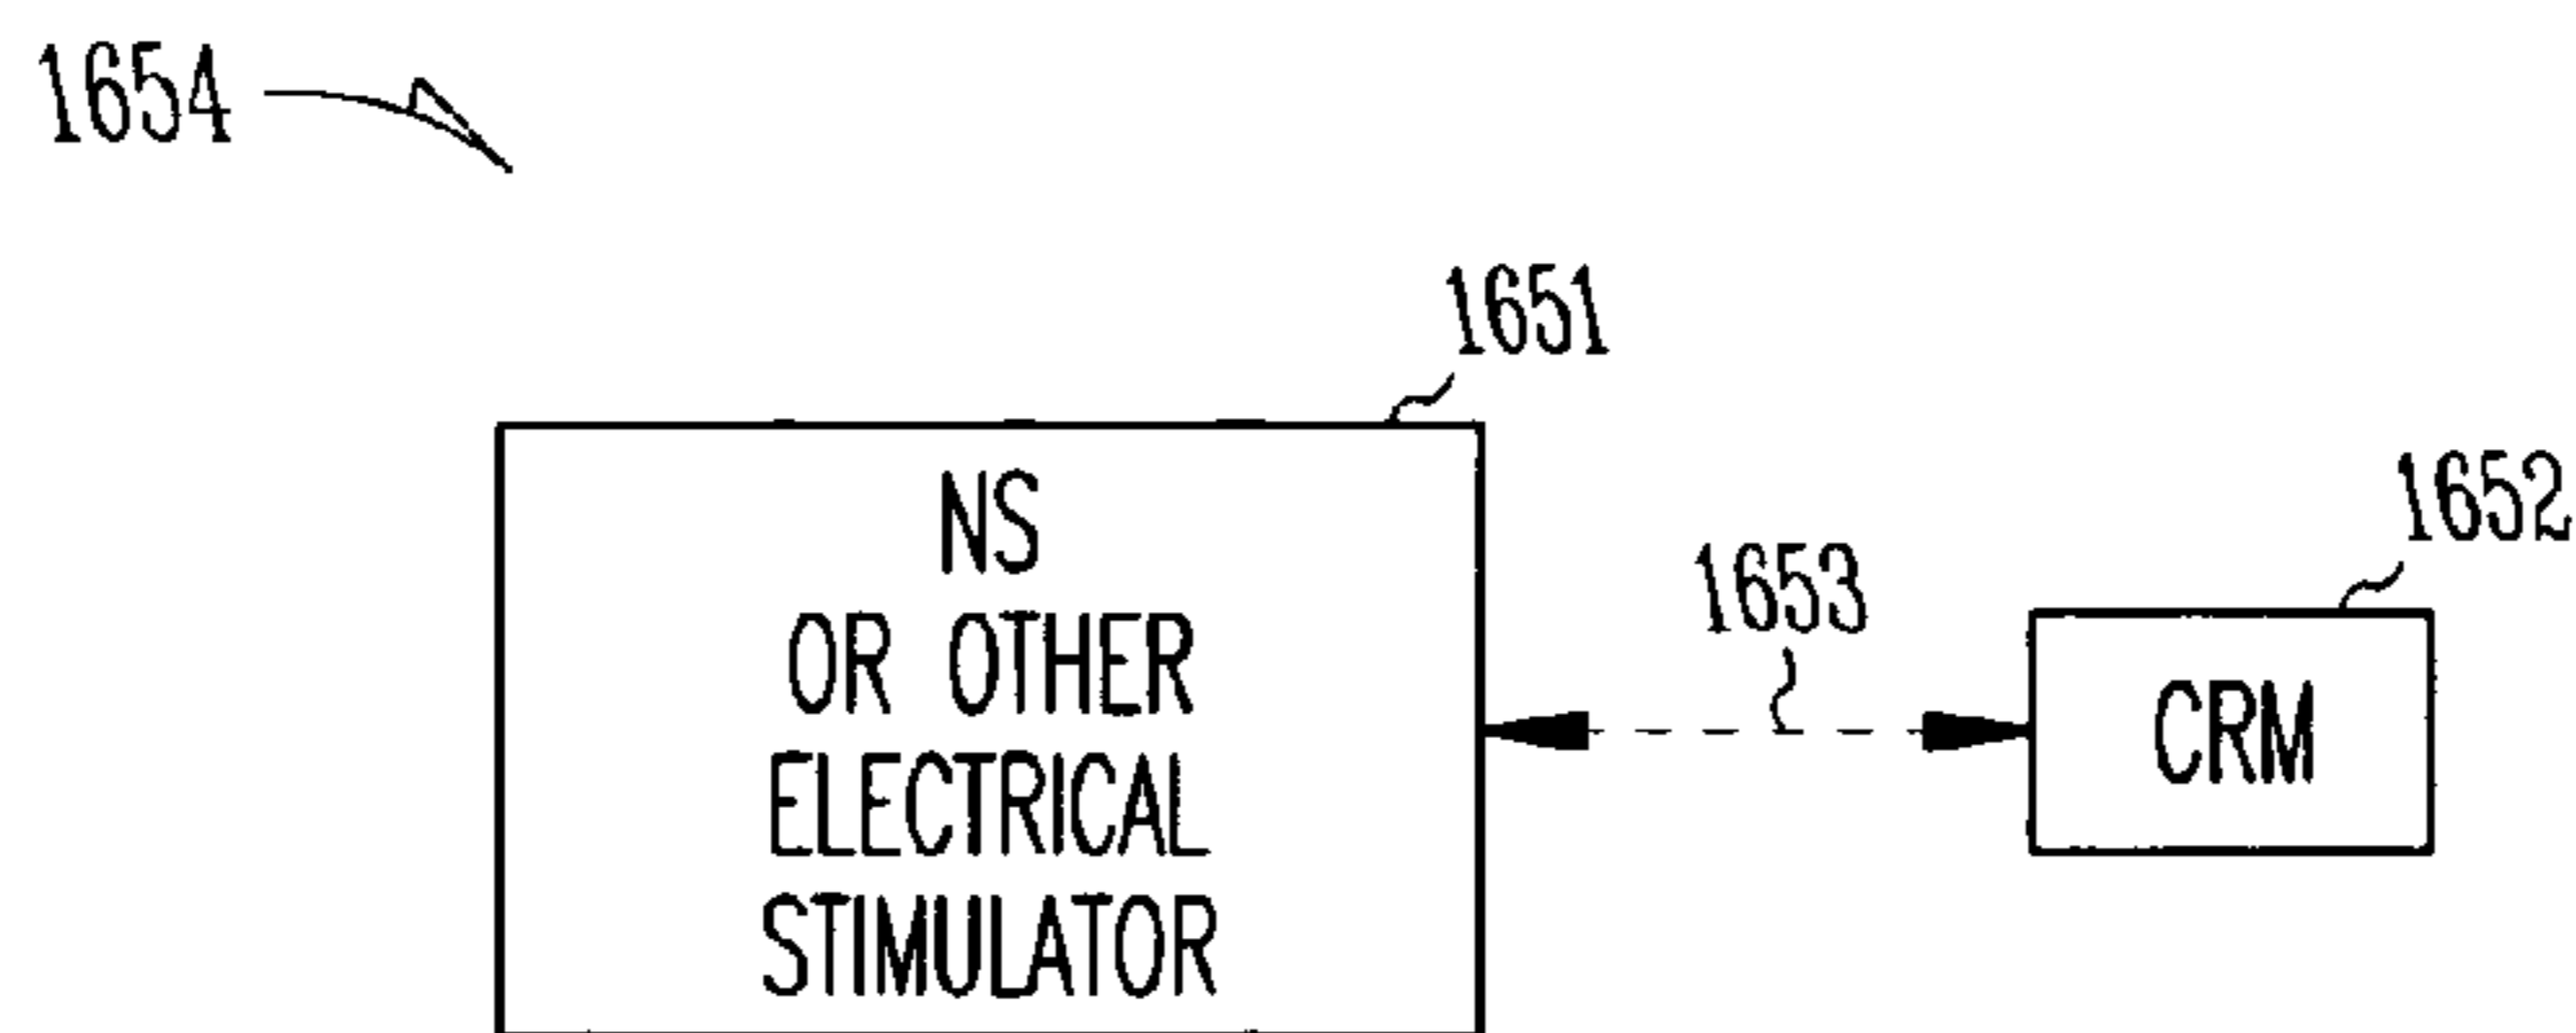 1654
1651
NS
OR OTHER
ELECTRICAL
STIMULATOR
1653
1652
CRM